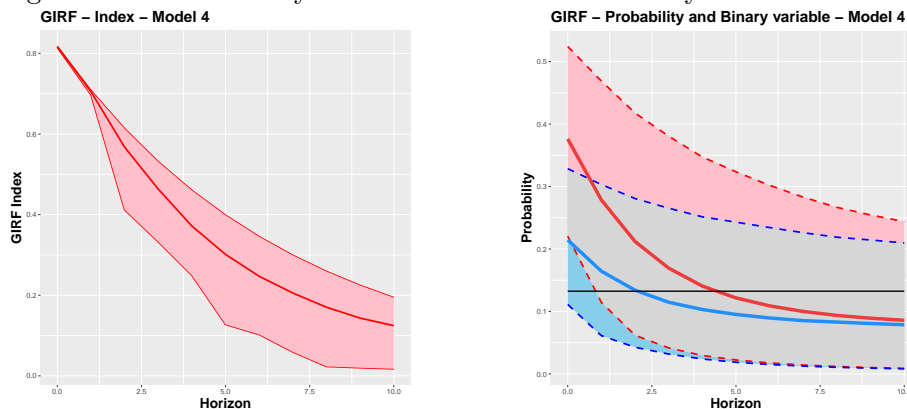 GIRF – Index – Model 4
0.8
0.6
0.4
0.2
0.0
GIRF Index
0.0 2.5 5.0 7.5 10.0
Horizon
GIRF – Probability and Binary variable – Model 4
0.5
0.4
0.3
0.2
0.1
0.0
Probability
0.0 2.5 5.0 7.5 10.
Horizon